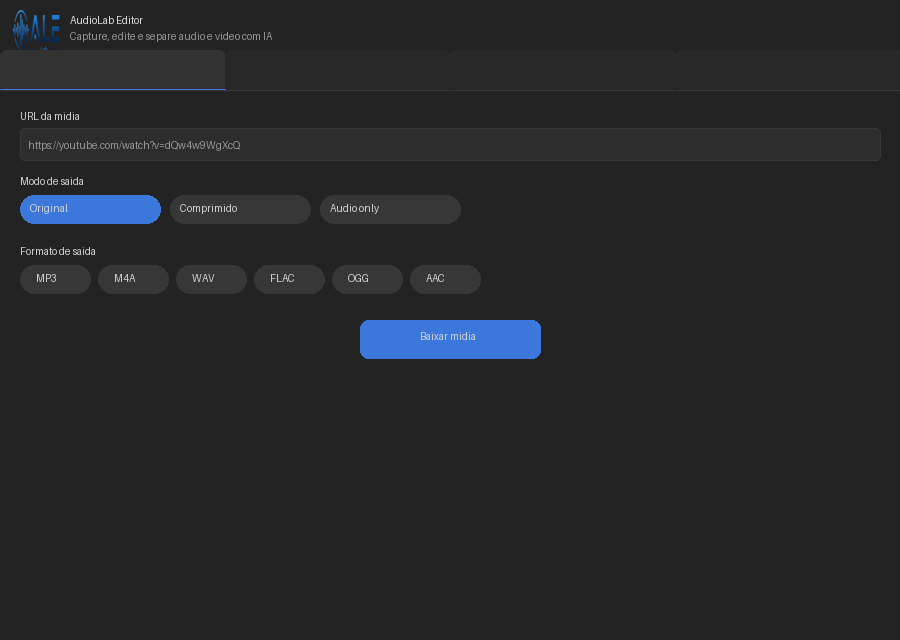 ALE
AudioLab Editor
Capture, edite e separe audio e video com IA
URL da midia
https://youtube.com/watch?v=dQw4w9WgXcQ
Modo de saida
Original
Comprimido
Audio only
Formato de saida
MP3
M4A
WAV
FLAC
OGG
AAC
Baixar midia